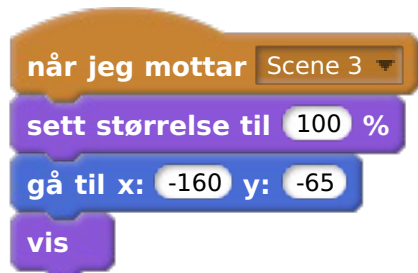 når jeg mottar Scene 3
sett størrelse til 100 %
gå til x: -160 y: -65
vis